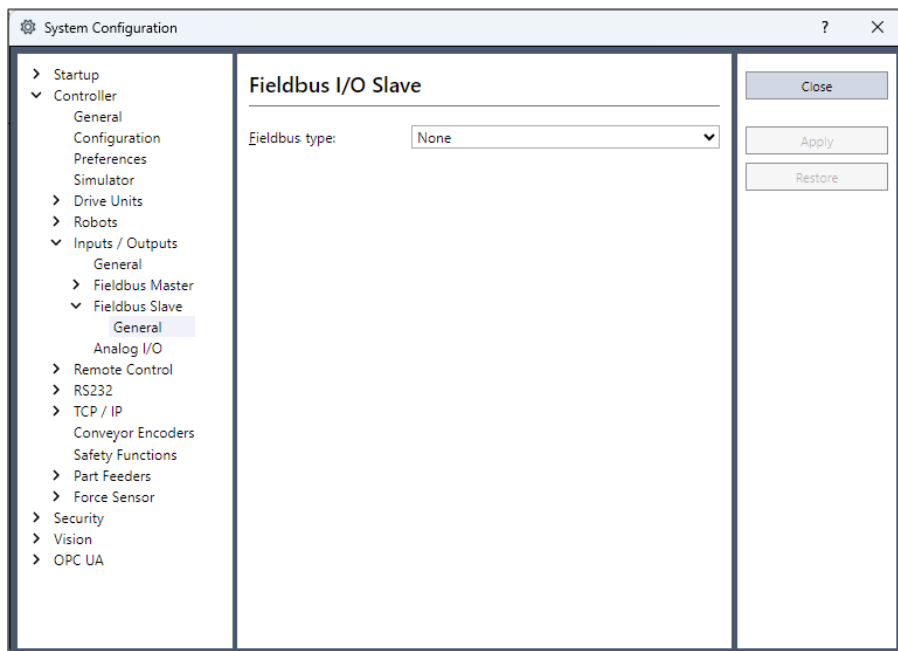 System Configuration
?
Startup
Controller
General
Configuration
Preferences
Simulator
Drive Units
Robots
Inputs / Outputs
General
Fieldbus Master
Fieldbus Slave
General
Analog I/O
Remote Control
RS232
TCP / IP
Conveyor Encoders
Safety Functions
Part Feeders
Force Sensor
Security
Vision
OPC UA
Fieldbus I/O Slave
Fieldbus type: None
Close
Apply
Restore